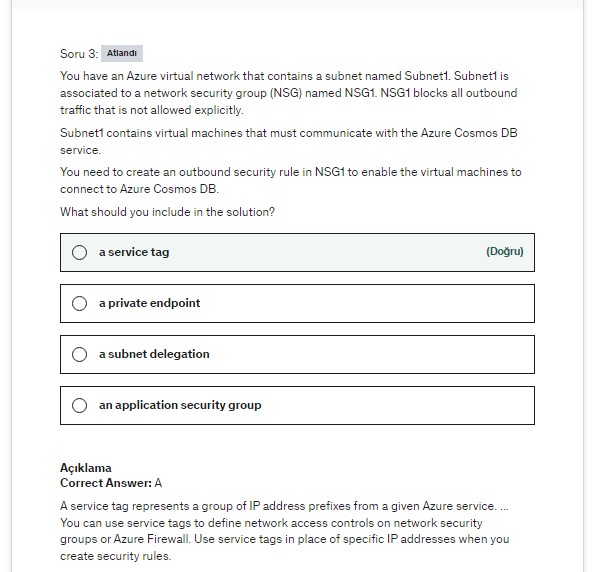 Soru 3: Atlandı
You have an Azure virtual network that contains a subnet named Subnet1. Subnet1 is
associated to a network security group (NSG) named NSG1. NSG1 blocks all outbound
traffic that is not allowed explicitly.
Subnet1 contains virtual machines that must communicate with the Azure Cosmos DB
service.
You need to create an outbound security rule in NSG1 to enable the virtual machines to
connect to Azure Cosmos DB.
What should you include in the solution?
a service tag (Doğru)
a private endpoint
a subnet delegation
an application security group
Açıklama
Correct Answer: A
A service tag represents a group of IP address prefixes from a given Azure service. ...
You can use service tags to define network access controls on network security
groups or Azure Firewall. Use service tags in place of specific IP addresses when you
create security rules.